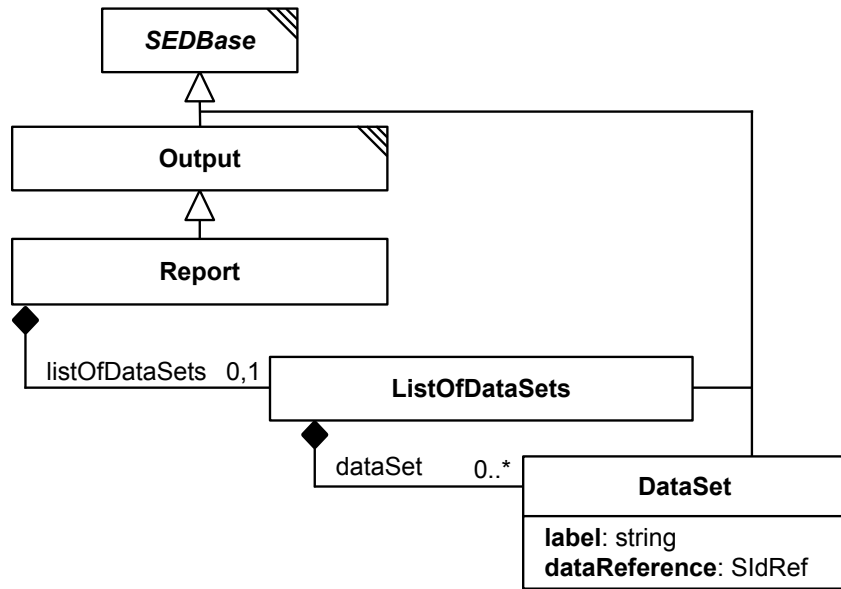 SEDBase
Output
Report
listOfDataSets 0,1
ListOfDataSets
dataSet 0..*
DataSet
label: string
dataReference: SIdRef